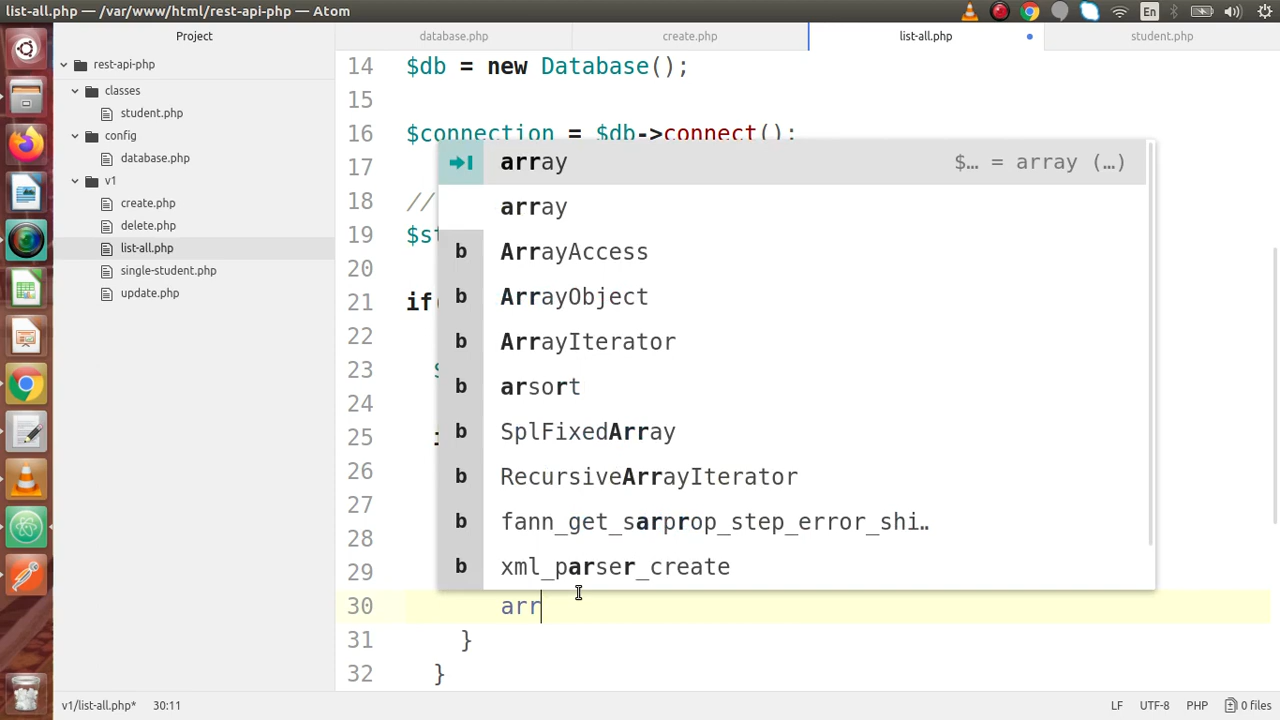 list-all.php — /var/www/html/rest-api-php — Atom
En
Project
database.php
create.php
list-all.php
student.php
rest-api-php
classes
student.php
config
database.php
v1
create.php
delete.php
list-all.php
single-student.php
update.php
14 $db = new Database();
15
16 $connection = $db->connect();
17
18 //
19 $st
20
21 if
22
23 $
24
25 i
26
27
28
29
30 arr
31 }
32 }
array $… = array (…)
array
b ArrayAccess
b ArrayObject
b ArrayIterator
b arsort
b SplFixedArray
b RecursiveArrayIterator
b fann_get_sarprop_step_error_shi…
b xml_parser_create
v1/list-all.php* 30:11
LF UTF-8 PHP 0 files